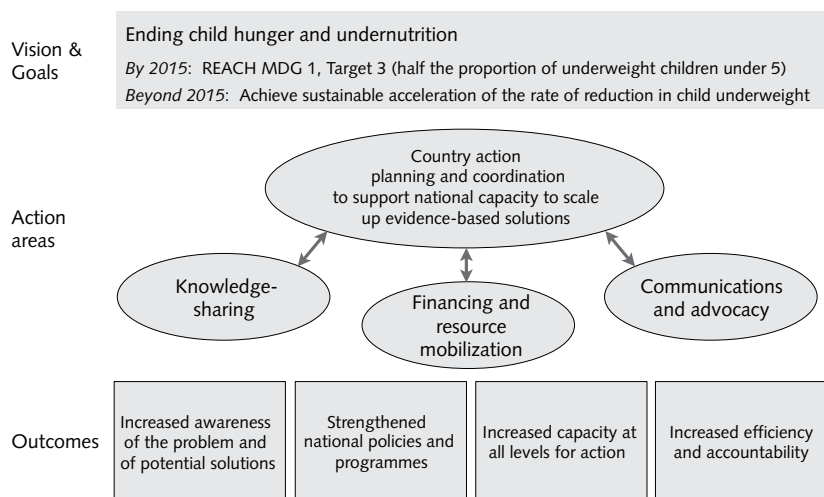 Vision &
Goals
Ending child hunger and undernutrition
By 2015: REACH MDG 1, Target 3 (half the proportion of underweight children under 5)
Beyond 2015: Achieve sustainable acceleration of the rate of reduction in child underweight
Action
areas
Country action
planning and coordination
to support national capacity to scale
up evidence-based solutions
Knowledge-
sharing
Financing and
resource
mobilization
Communications
and advocacy
Outcomes
Increased awareness
of the problem and
of potential solutions
Strengthened
national policies and
programmes
Increased capacity at
all levels for action
Increased efficiency
and accountability